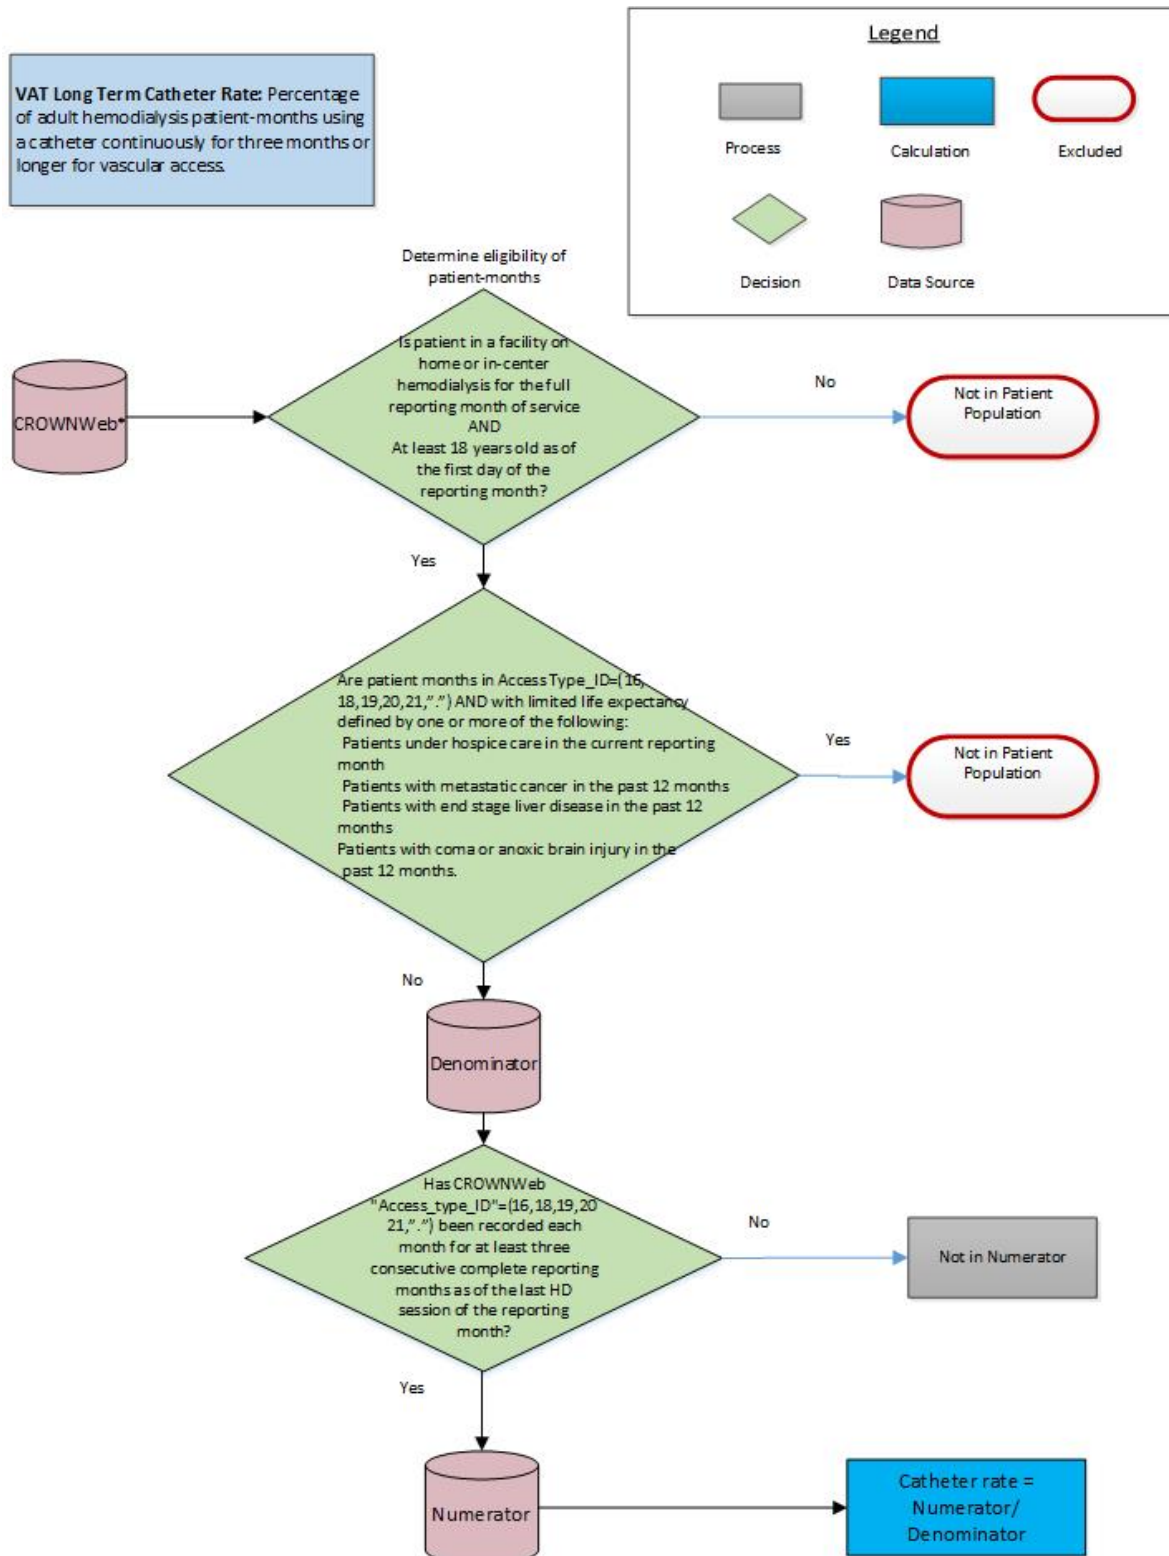 VAT Long Term Catheter Rate: Percentage
of adult hemodialysis patient-months using
a catheter continuously for three months or
longer for vascular access.
Legend
Process
Calculation
Excluded
Decision
Data Source
Determine eligibility of
patient-months
CROWNWeb*
Is patient in a facility on
home or in-center
hemodialysis for the full
reporting month of service
AND
At least 18 years old as of
the first day of the
reporting month?
No
Not in Patient
Population
Yes
Are patient months in Access Type_ID=(16,
18,19,20,21,".") AND with limited life expectancy
defined by one or more of the following:
Patients under hospice care in the current reporting
month
Patients with metastatic cancer in the past 12 months
Patients with end stage liver disease in the past 12
months
Patients with coma or anoxic brain injury in the
past 12 months.
Yes
Not in Patient
Population
No
Denominator
Has CROWNWeb
"Access_type_ID"=(16,18,19,20
21,".") been recorded each
month for at least three
consecutive complete reporting
months as of the last HD
session of the reporting
month?
No
Not in Numerator
Yes
Numerator
Catheter rate =
Numerator/
Denominator